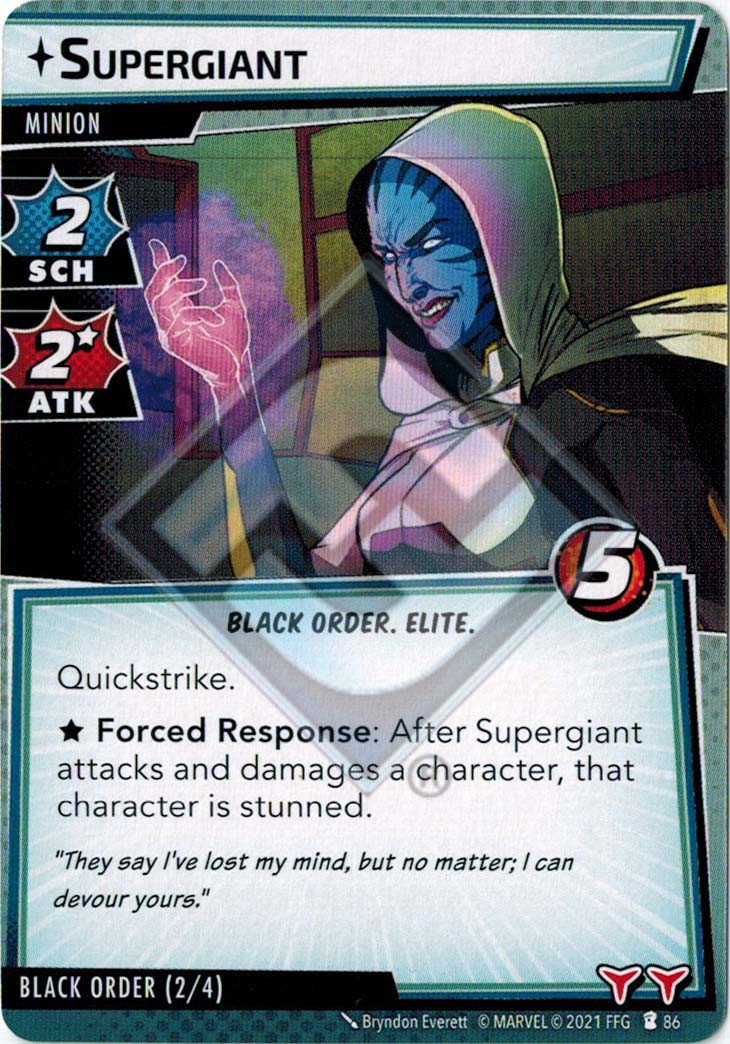 SUPERGIANT
MINION
2
SCH
2★
ATK
5
BLACK ORDER. ELITE.
Quickstrike.
★ Forced Response: After Supergiant
attacks and damages a character, that
character is stunned.
"They say I've lost my mind, but no matter; I can
devour yours."
BLACK ORDER (2/4)
Bryndon Everett © MARVEL © 2021 FFG 86
®